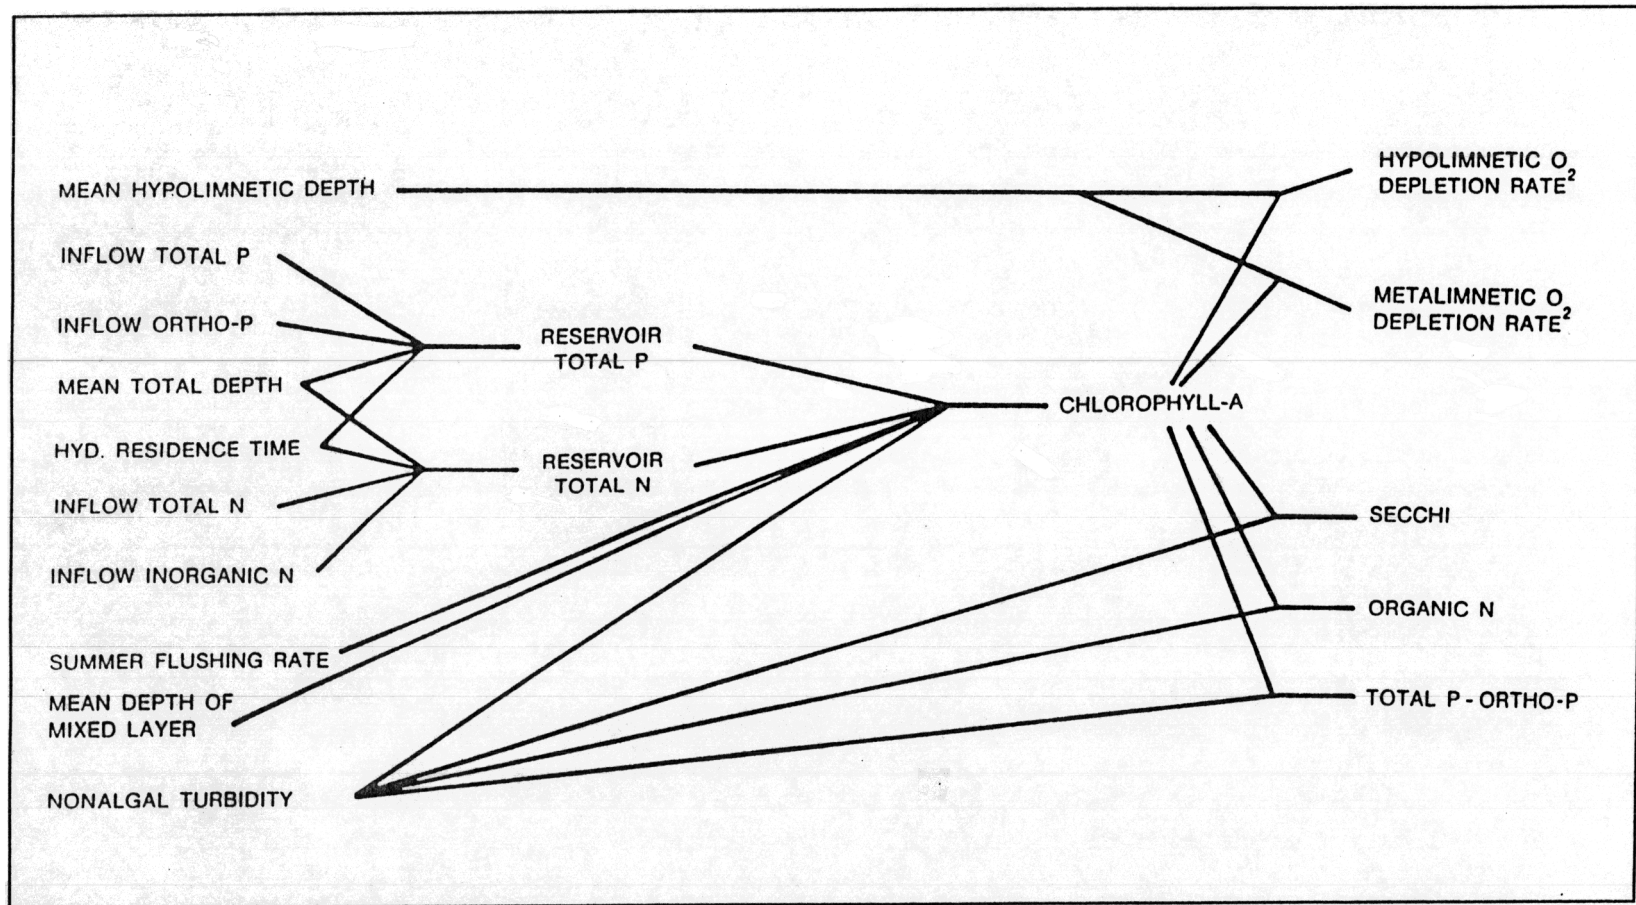 MEAN HYPOLIMNETIC DEPTH
INFLOW TOTAL P
INFLOW ORTHO-P
MEAN TOTAL DEPTH
HYD. RESIDENCE TIME
INFLOW TOTAL N
INFLOW INORGANIC N
SUMMER FLUSHING RATE
MEAN DEPTH OF
MIXED LAYER
NONALGAL TURBIDITY
RESERVOIR
TOTAL P
RESERVOIR
TOTAL N
CHLOROPHYLL-A
HYPOLIMNETIC O2
DEPLETION RATE
METALIMNETIC O2
DEPLETION RATE
SECCHI
ORGANIC N
TOTAL P - ORTHO-P